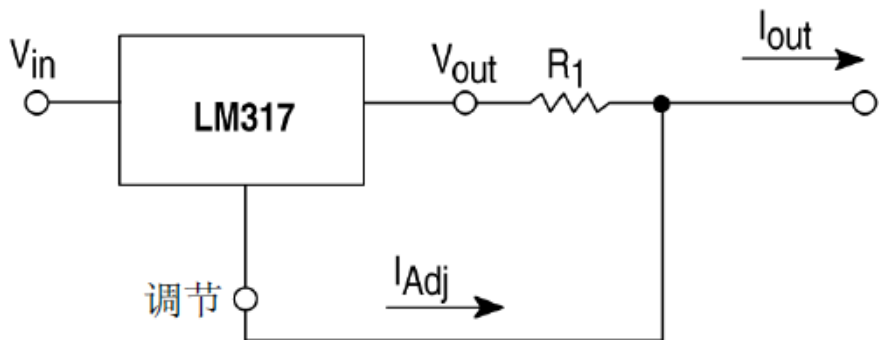 Vin
LM317
Vout
R1
Iout
调节
IAdj